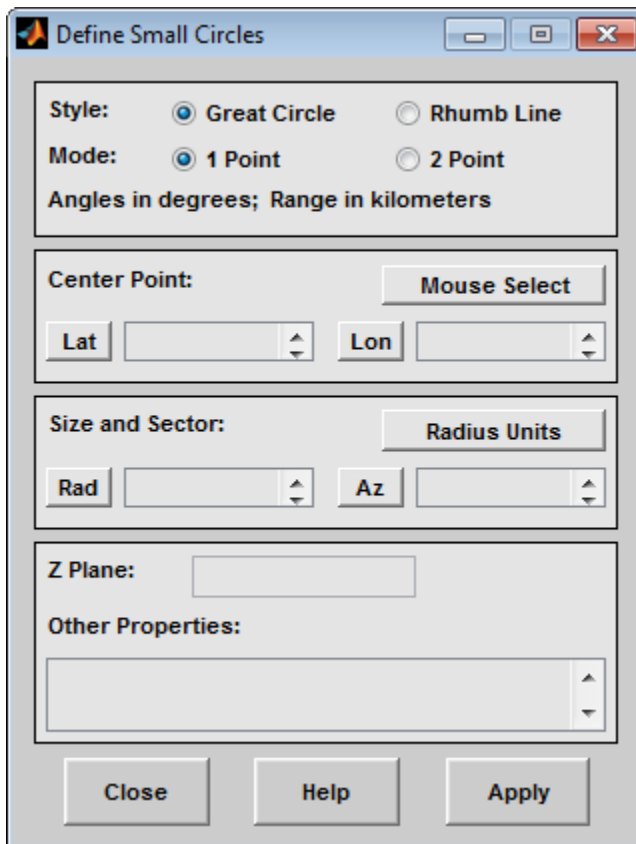 Define Small Circles
Style: Great Circle Rhumb Line
Mode: 1 Point 2 Point
Angles in degrees; Range in kilometers
Center Point: Mouse Select
Lat Lon
Size and Sector: Radius Units
Rad Az
Z Plane:
Other Properties:
Close Help Apply